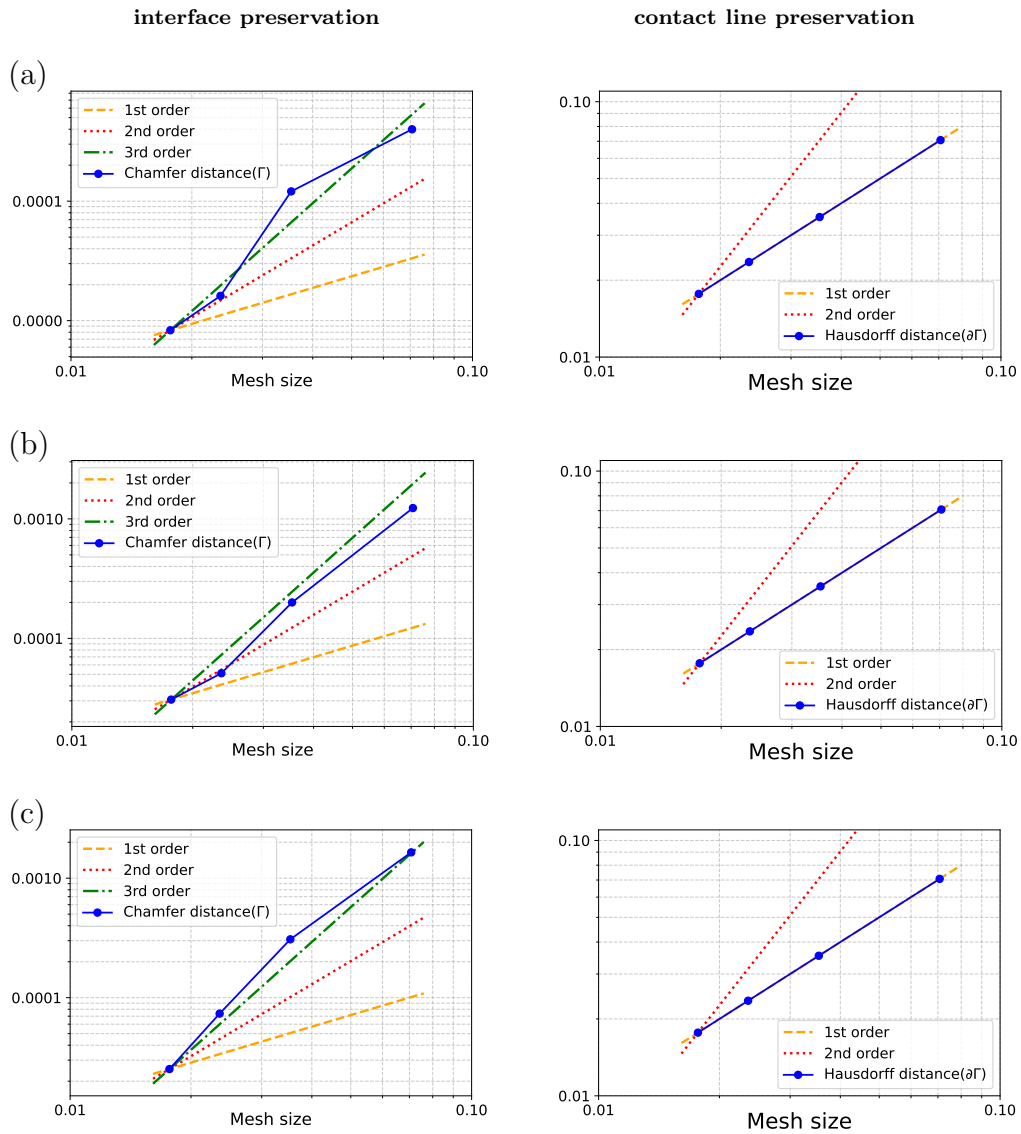 interface preservation
contact line preservation
(a)
1st order
2nd order
3rd order
Chamfer distance(Γ)
0.0001
0.0000
0.01
0.10
Mesh size
0.10
0.01
1st order
2nd order
Hausdorff distance(∂Γ)
0.01
0.10
Mesh size
(b)
1st order
2nd order
3rd order
Chamfer distance(Γ)
0.0010
0.0001
0.01
0.10
Mesh size
0.10
0.01
1st order
2nd order
Hausdorff distance(∂Γ)
0.01
0.10
Mesh size
(c)
1st order
2nd order
3rd order
Chamfer distance(Γ)
0.0010
0.0001
0.01
0.10
Mesh size
0.10
0.01
1st order
2nd order
Hausdorff distance(∂Γ)
0.01
0.10
Mesh size